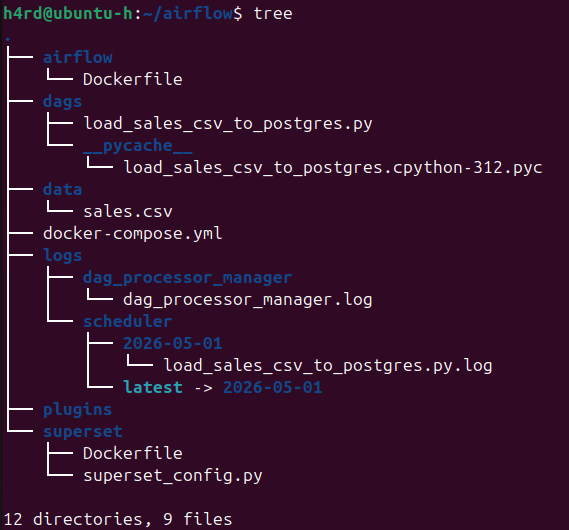 h4rd@ubuntu-h:~/airflow$ tree
.
├── airflow
│   └── Dockerfile
├── dags
│   ├── load_sales_csv_to_postgres.py
│   └── __pycache__
│       └── load_sales_csv_to_postgres.cpython-312.pyc
├── data
│   └── sales.csv
├── docker-compose.yml
├── logs
│   ├── dag_processor_manager
│   │   └── dag_processor_manager.log
│   └── scheduler
│       ├── 2026-05-01
│       │   └── load_sales_csv_to_postgres.py.log
│       └── latest -> 2026-05-01
├── plugins
└── superset
    ├── Dockerfile
    └── superset_config.py

12 directories, 9 files